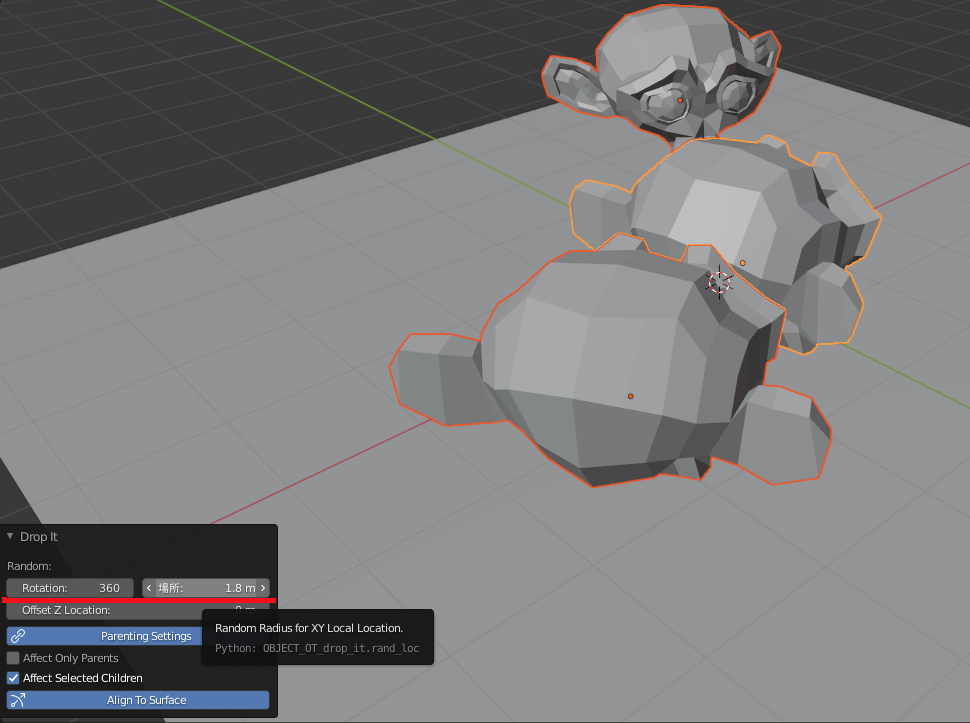 Drop It
Random:
Rotation: 360 場所: 1.8 m
Offset Z Location: 0 m
Random Radius for XY Local Location.
Python: OBJECT_OT_drop_it.rand_loc
Parenting Settings
Affect Only Parents
Affect Selected Children
Align To Surface